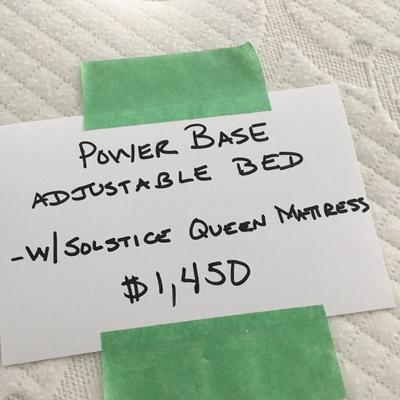 POWER BASE
ADJUSTABLE BED
-W/SOLSTICE QUEEN MATTRESS
$1,450